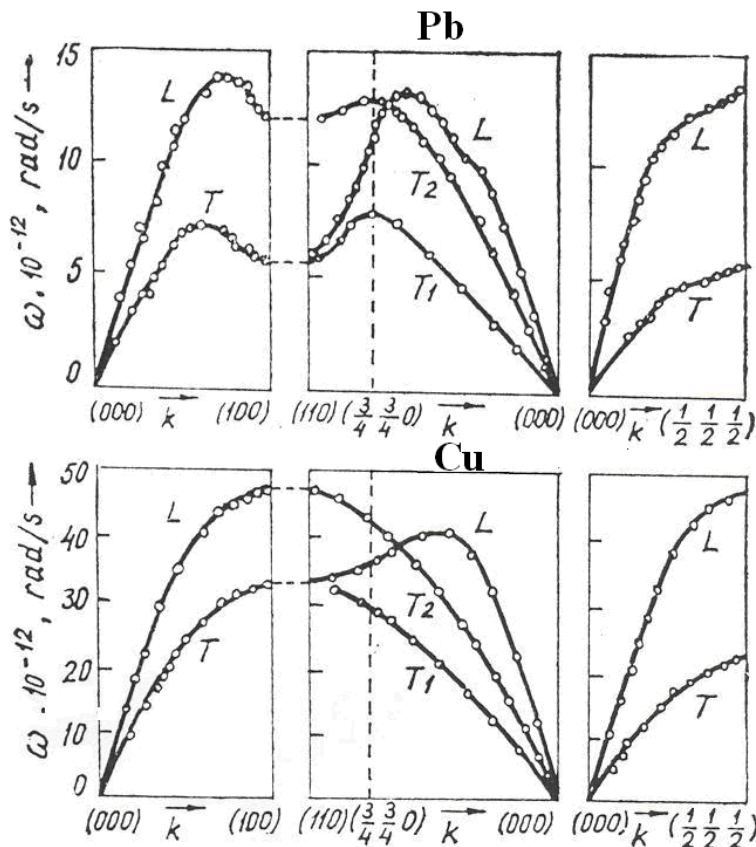 Pb
ω·10⁻¹², rad/s →
15
10
5
0
L
T
L
T2
T1
L
T
(000) k (100)
(110) (3/4 3/4 0) k (000)
(000) k (1/2 1/2 1/2)
Cu
ω·10⁻¹², rad/s →
50
40
30
20
10
0
L
T
L
T2
T1
L
T
(000) k (100)
(110) (3/4 3/4 0) k (000)
(000) k (1/2 1/2 1/2)